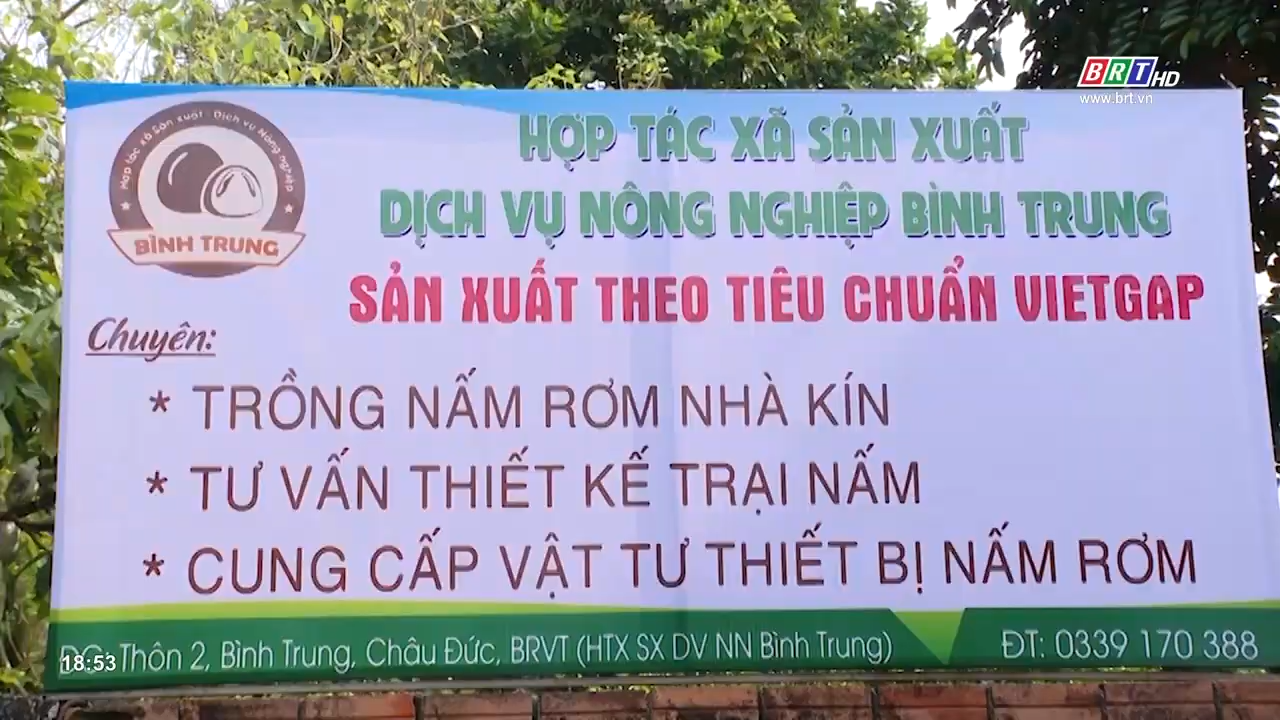 BRT HD
www.brt.vn
Hợp tác xã Sản xuất Dịch vụ Nông nghiệp
BÌNH TRUNG
HỢP TÁC XÃ SẢN XUẤT
DỊCH VỤ NÔNG NGHIỆP BÌNH TRUNG
SẢN XUẤT THEO TIÊU CHUẨN VIETGAP
Chuyên:
* TRỒNG NẤM RƠM NHÀ KÍN
* TƯ VẤN THIẾT KẾ TRẠI NẤM
* CUNG CẤP VẬT TƯ THIẾT BỊ NẤM RƠM
ĐC: Thôn 2, Bình Trung, Châu Đức, BRVT (HTX SX DV NN Bình Trung)
ĐT: 0339 170 388
18:53